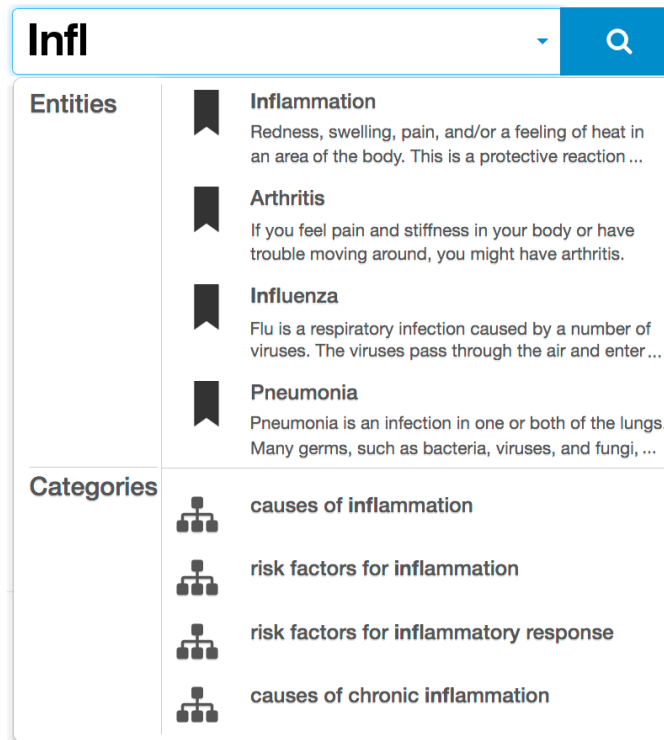 Infl
Entities
Inflammation
Redness, swelling, pain, and/or a feeling of heat in
an area of the body. This is a protective reaction ...
Arthritis
If you feel pain and stiffness in your body or have
trouble moving around, you might have arthritis.
Influenza
Flu is a respiratory infection caused by a number of
viruses. The viruses pass through the air and enter ...
Pneumonia
Pneumonia is an infection in one or both of the lungs.
Many germs, such as bacteria, viruses, and fungi, ...
Categories
causes of inflammation
risk factors for inflammation
risk factors for inflammatory response
causes of chronic inflammation